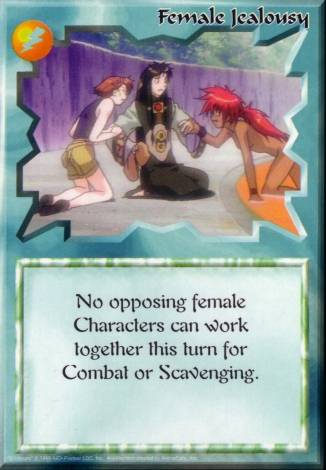 Female Jealousy
No opposing female
Characters can work
together this turn for
Combat or Scavenging.